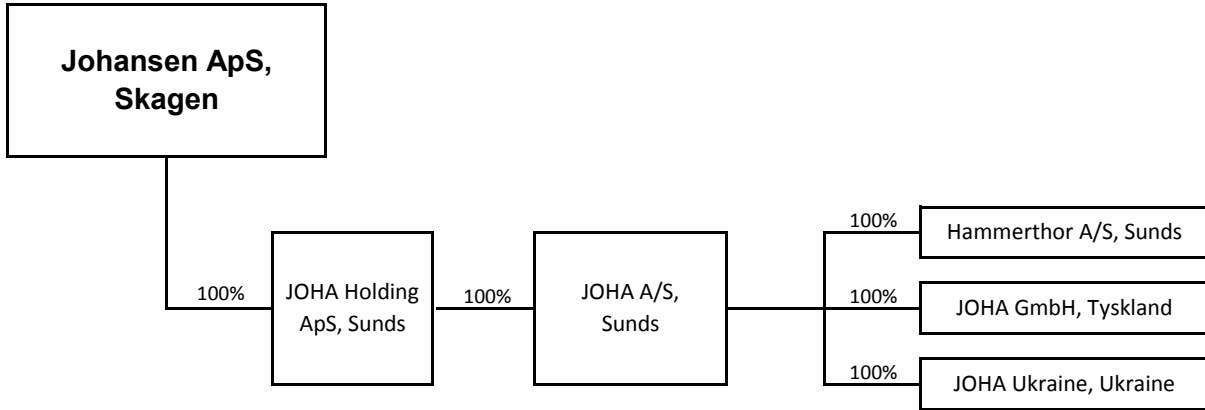 Johansen ApS,
Skagen
100%
JOHA Holding
ApS, Sunds
100%
JOHA A/S,
Sunds
100%
Hammerthor A/S, Sunds
100%
JOHA GmbH, Tyskland
100%
JOHA Ukraine, Ukraine